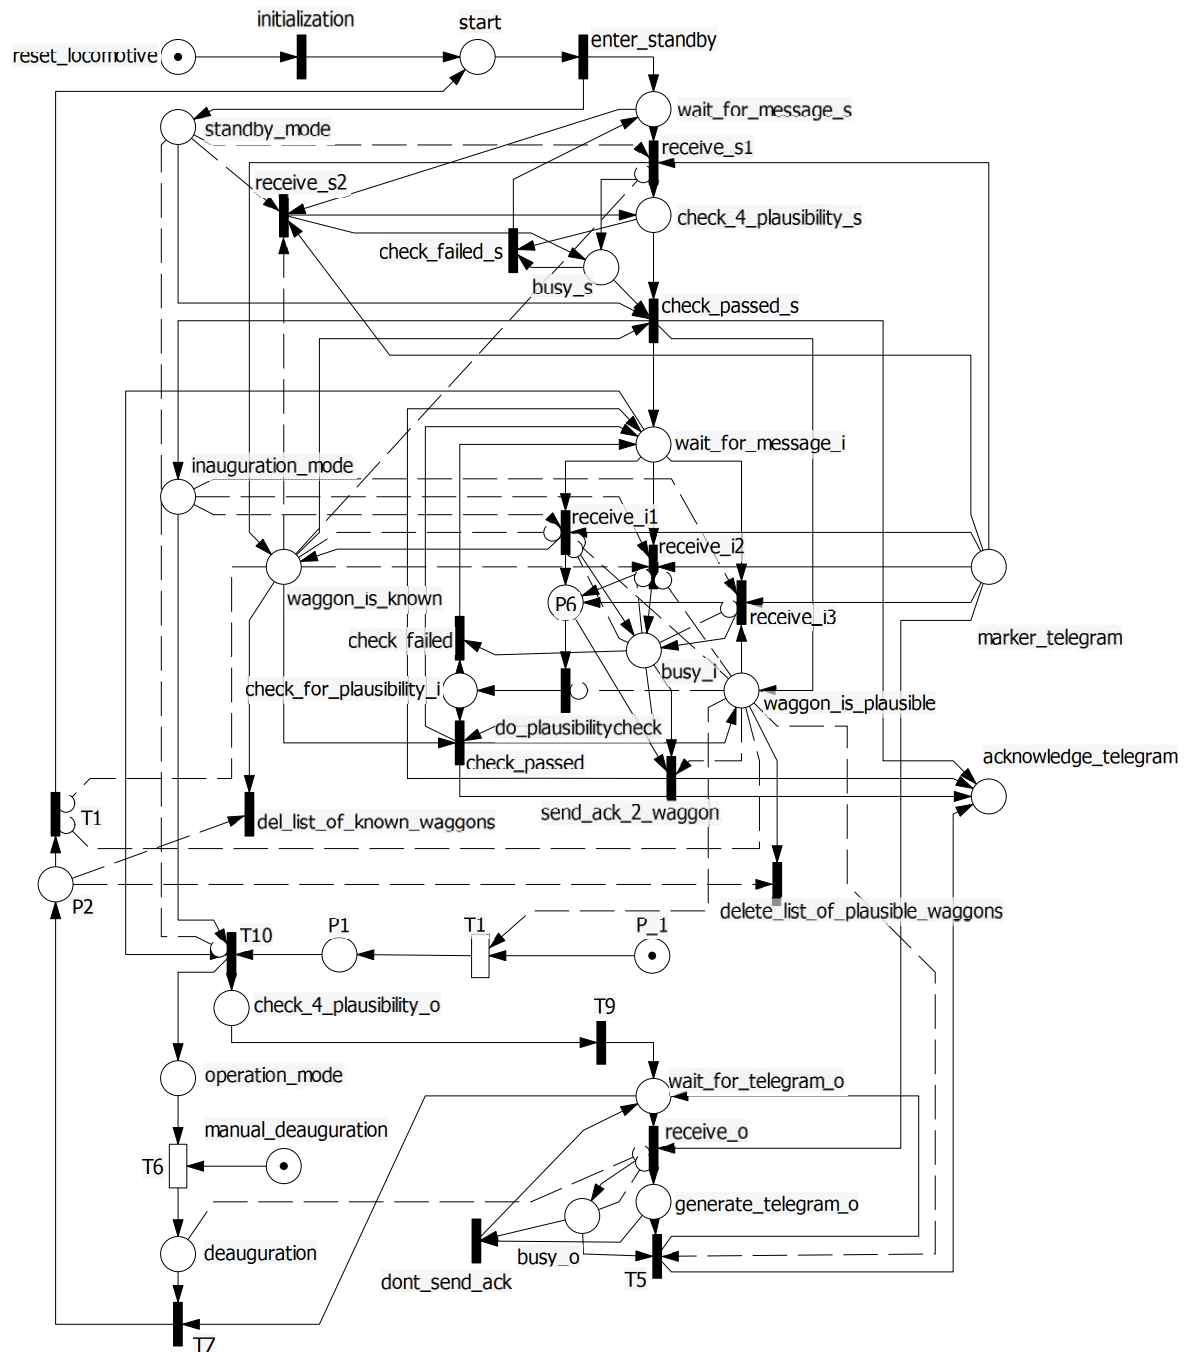 initialization
start
reset_locomotive
enter_standby
wait_for_message_s
standby_mode
receive_s1
receive_s2
check_4_plausibility_s
check_failed_s
busy_s
check_passed_s
wait_for_message_i
inauguration_mode
receive_i1
receive_i2
waggon_is_known
P6
receive_i3
marker_telegram
check_failed
busy_i
check_for_plausibility_i
waggon_is_plausible
do_plausibilitycheck
check_passed
acknowledge_telegram
send_ack_2_waggon
T1
del_list_of_known_waggons
P2
delete_list_of_plausible_waggons
T10
P1
T1
P_1
check_4_plausibility_o
T9
operation_mode
wait_for_telegram_o
manual_deauguration
receive_o
T6
generate_telegram_o
deauguration
busy_o
dont_send_ack
T5
T7